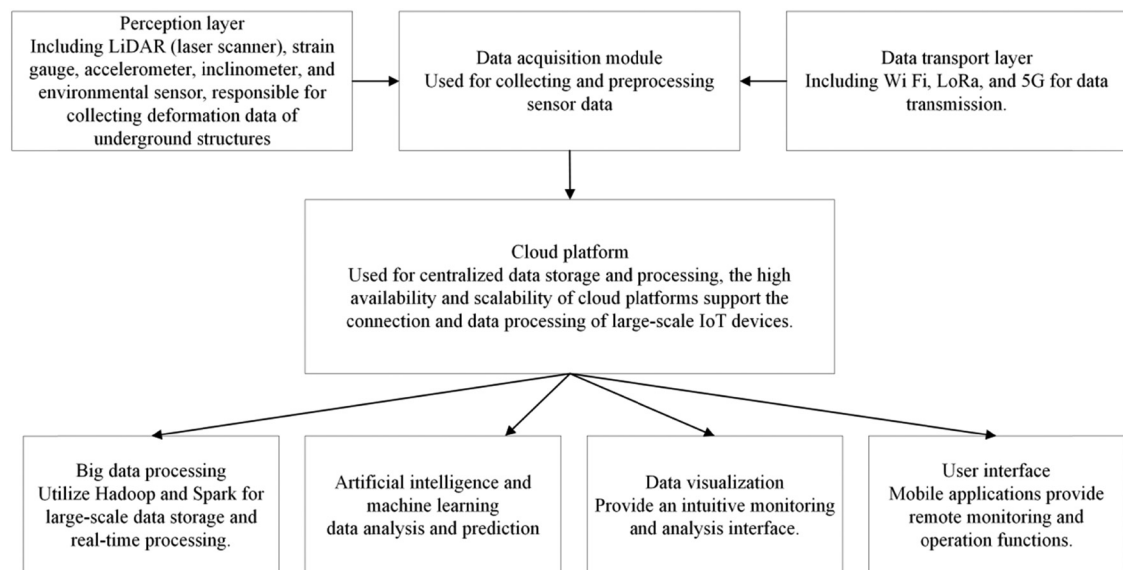 Perception layer
Including LiDAR (laser scanner), strain
gauge, accelerometer, inclinometer, and
environmental sensor, responsible for
collecting deformation data of
underground structures
Data acquisition module
Used for collecting and preprocessing
sensor data
Data transport layer
Including Wi Fi, LoRa, and 5G for data
transmission.
Cloud platform
Used for centralized data storage and processing, the high
availability and scalability of cloud platforms support the
connection and data processing of large-scale IoT devices.
Big data processing
Utilize Hadoop and Spark for
large-scale data storage and
real-time processing.
Artificial intelligence and
machine learning
data analysis and prediction
Data visualization
Provide an intuitive monitoring
and analysis interface.
User interface
Mobile applications provide
remote monitoring and
operation functions.